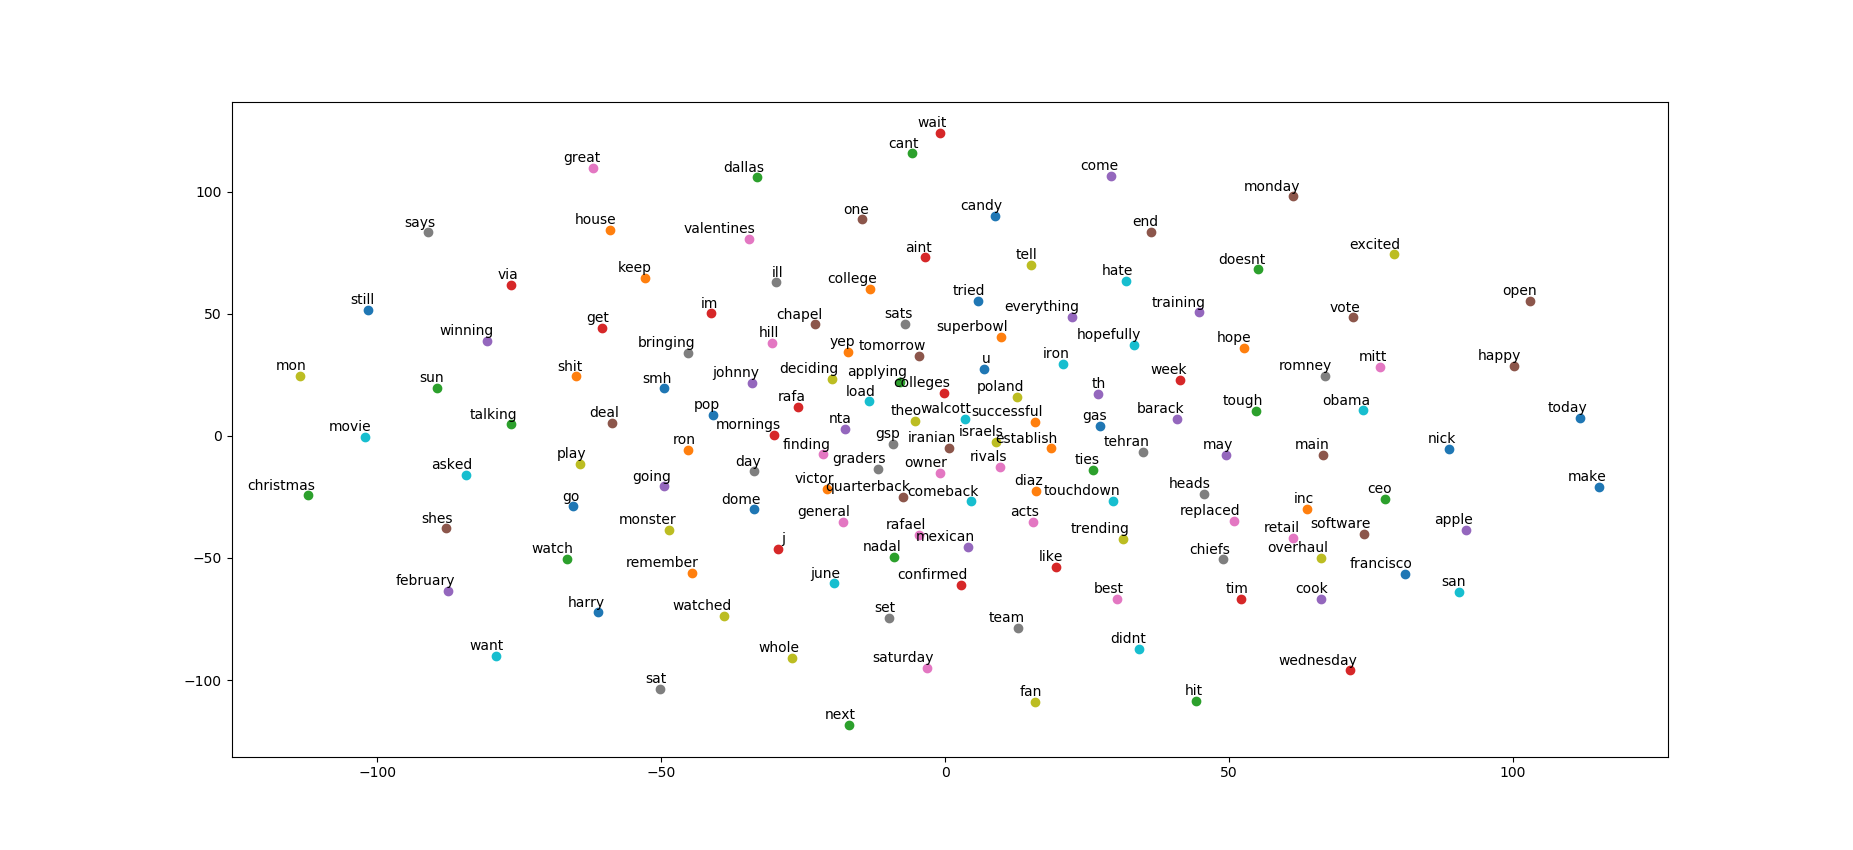 wait
cant
great
dallas
come
monday
one
candy
says
house
valentines
end
aint
excited
tell
doesnt
via
keep
ill
college
hate
still
im
tried
everything
training
open
vote
get
chapel
sats
winning
bringing
hill
yep
tomorrow
superbowl
hopefully
hope
mon
sun
shit
smh
johnny
deciding
applying
colleges
u
iron
week
romney
mitt
happy
talking
deal
pop
rafa
load
poland
th
barack
tough
obama
today
movie
mornings
nta
theo
walcott
successful
gas
asked
play
ron
finding
gsp
iranian
israels
establish
tehran
may
main
nick
christmas
going
day
victor
graders
owner
rivals
ties
heads
make
shes
go
dome
quarterback
comeback
diaz
touchdown
inc
ceo
monster
general
acts
replaced
watch
j
rafael
mexican
trending
retail
software
apple
february
remember
june
nadal
confirmed
like
chiefs
overhaul
francisco
san
harry
watched
set
best
tim
cook
want
whole
team
didnt
sat
saturday
wednesday
next
fan
hit
100
50
0
−50
−100
−100
−50
0
50
100